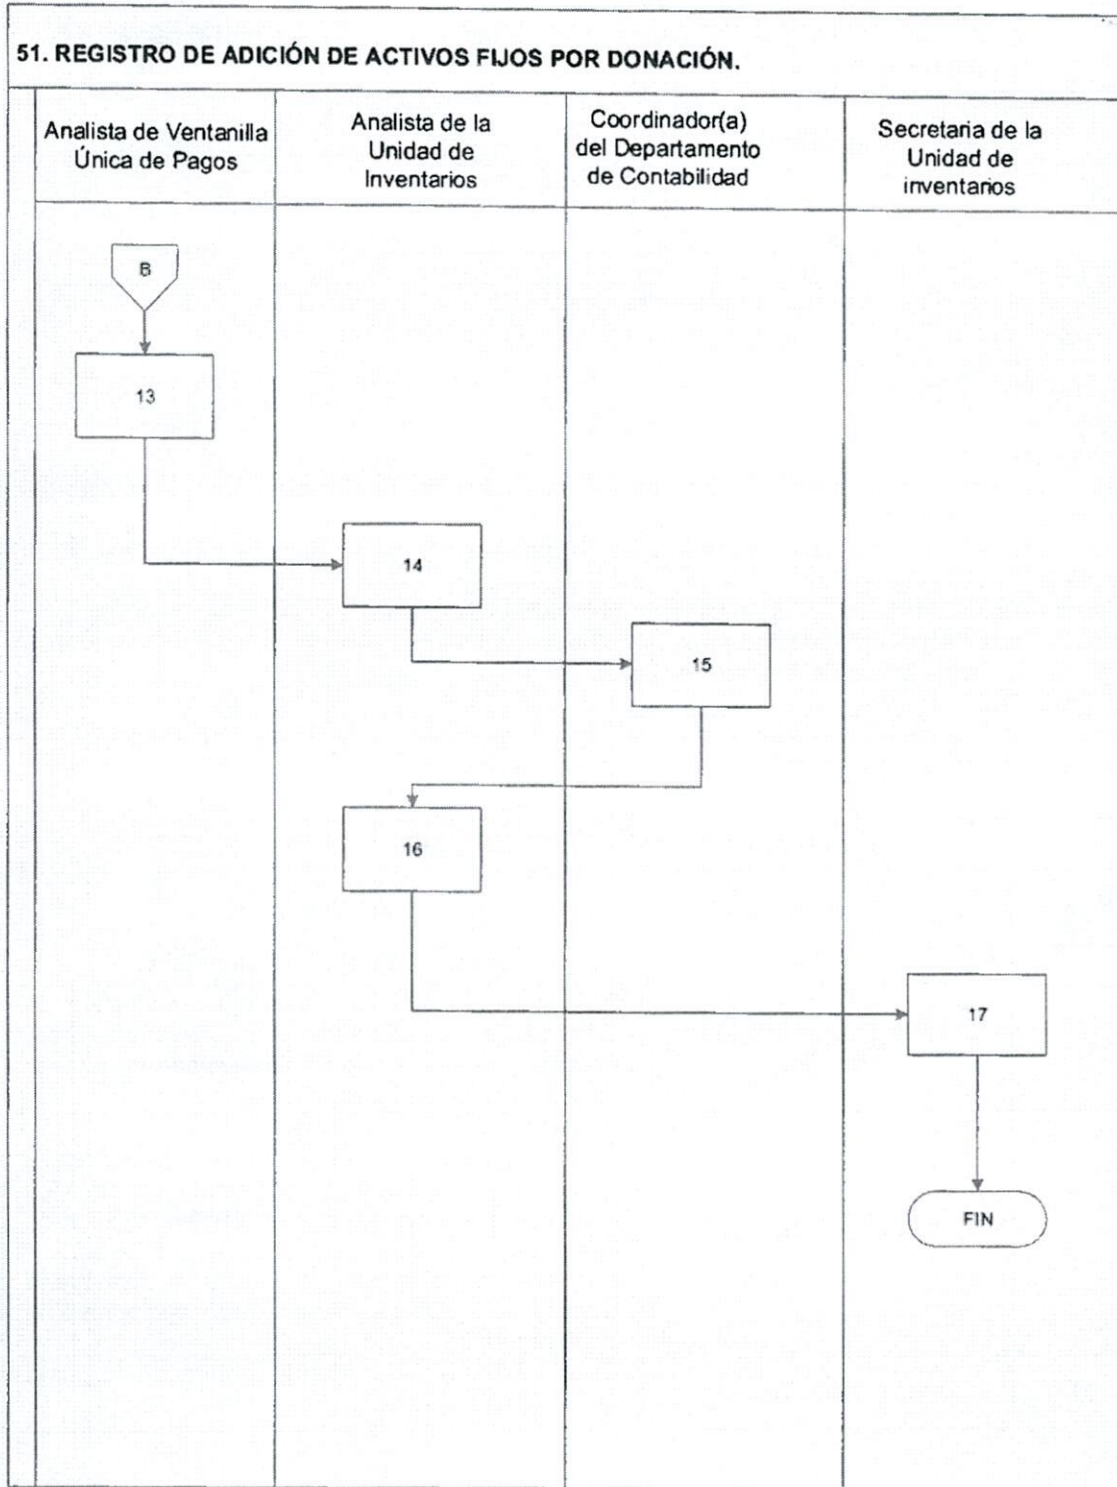 51. REGISTRO DE ADICIÓN DE ACTIVOS FIJOS POR DONACIÓN.
Analista de Ventanilla
Única de Pagos
Analista de la
Unidad de
Inventarios
Coordinador(a)
del Departamento
de Contabilidad
Secretaria de la
Unidad de
inventarios
B
13
14
15
16
17
FIN